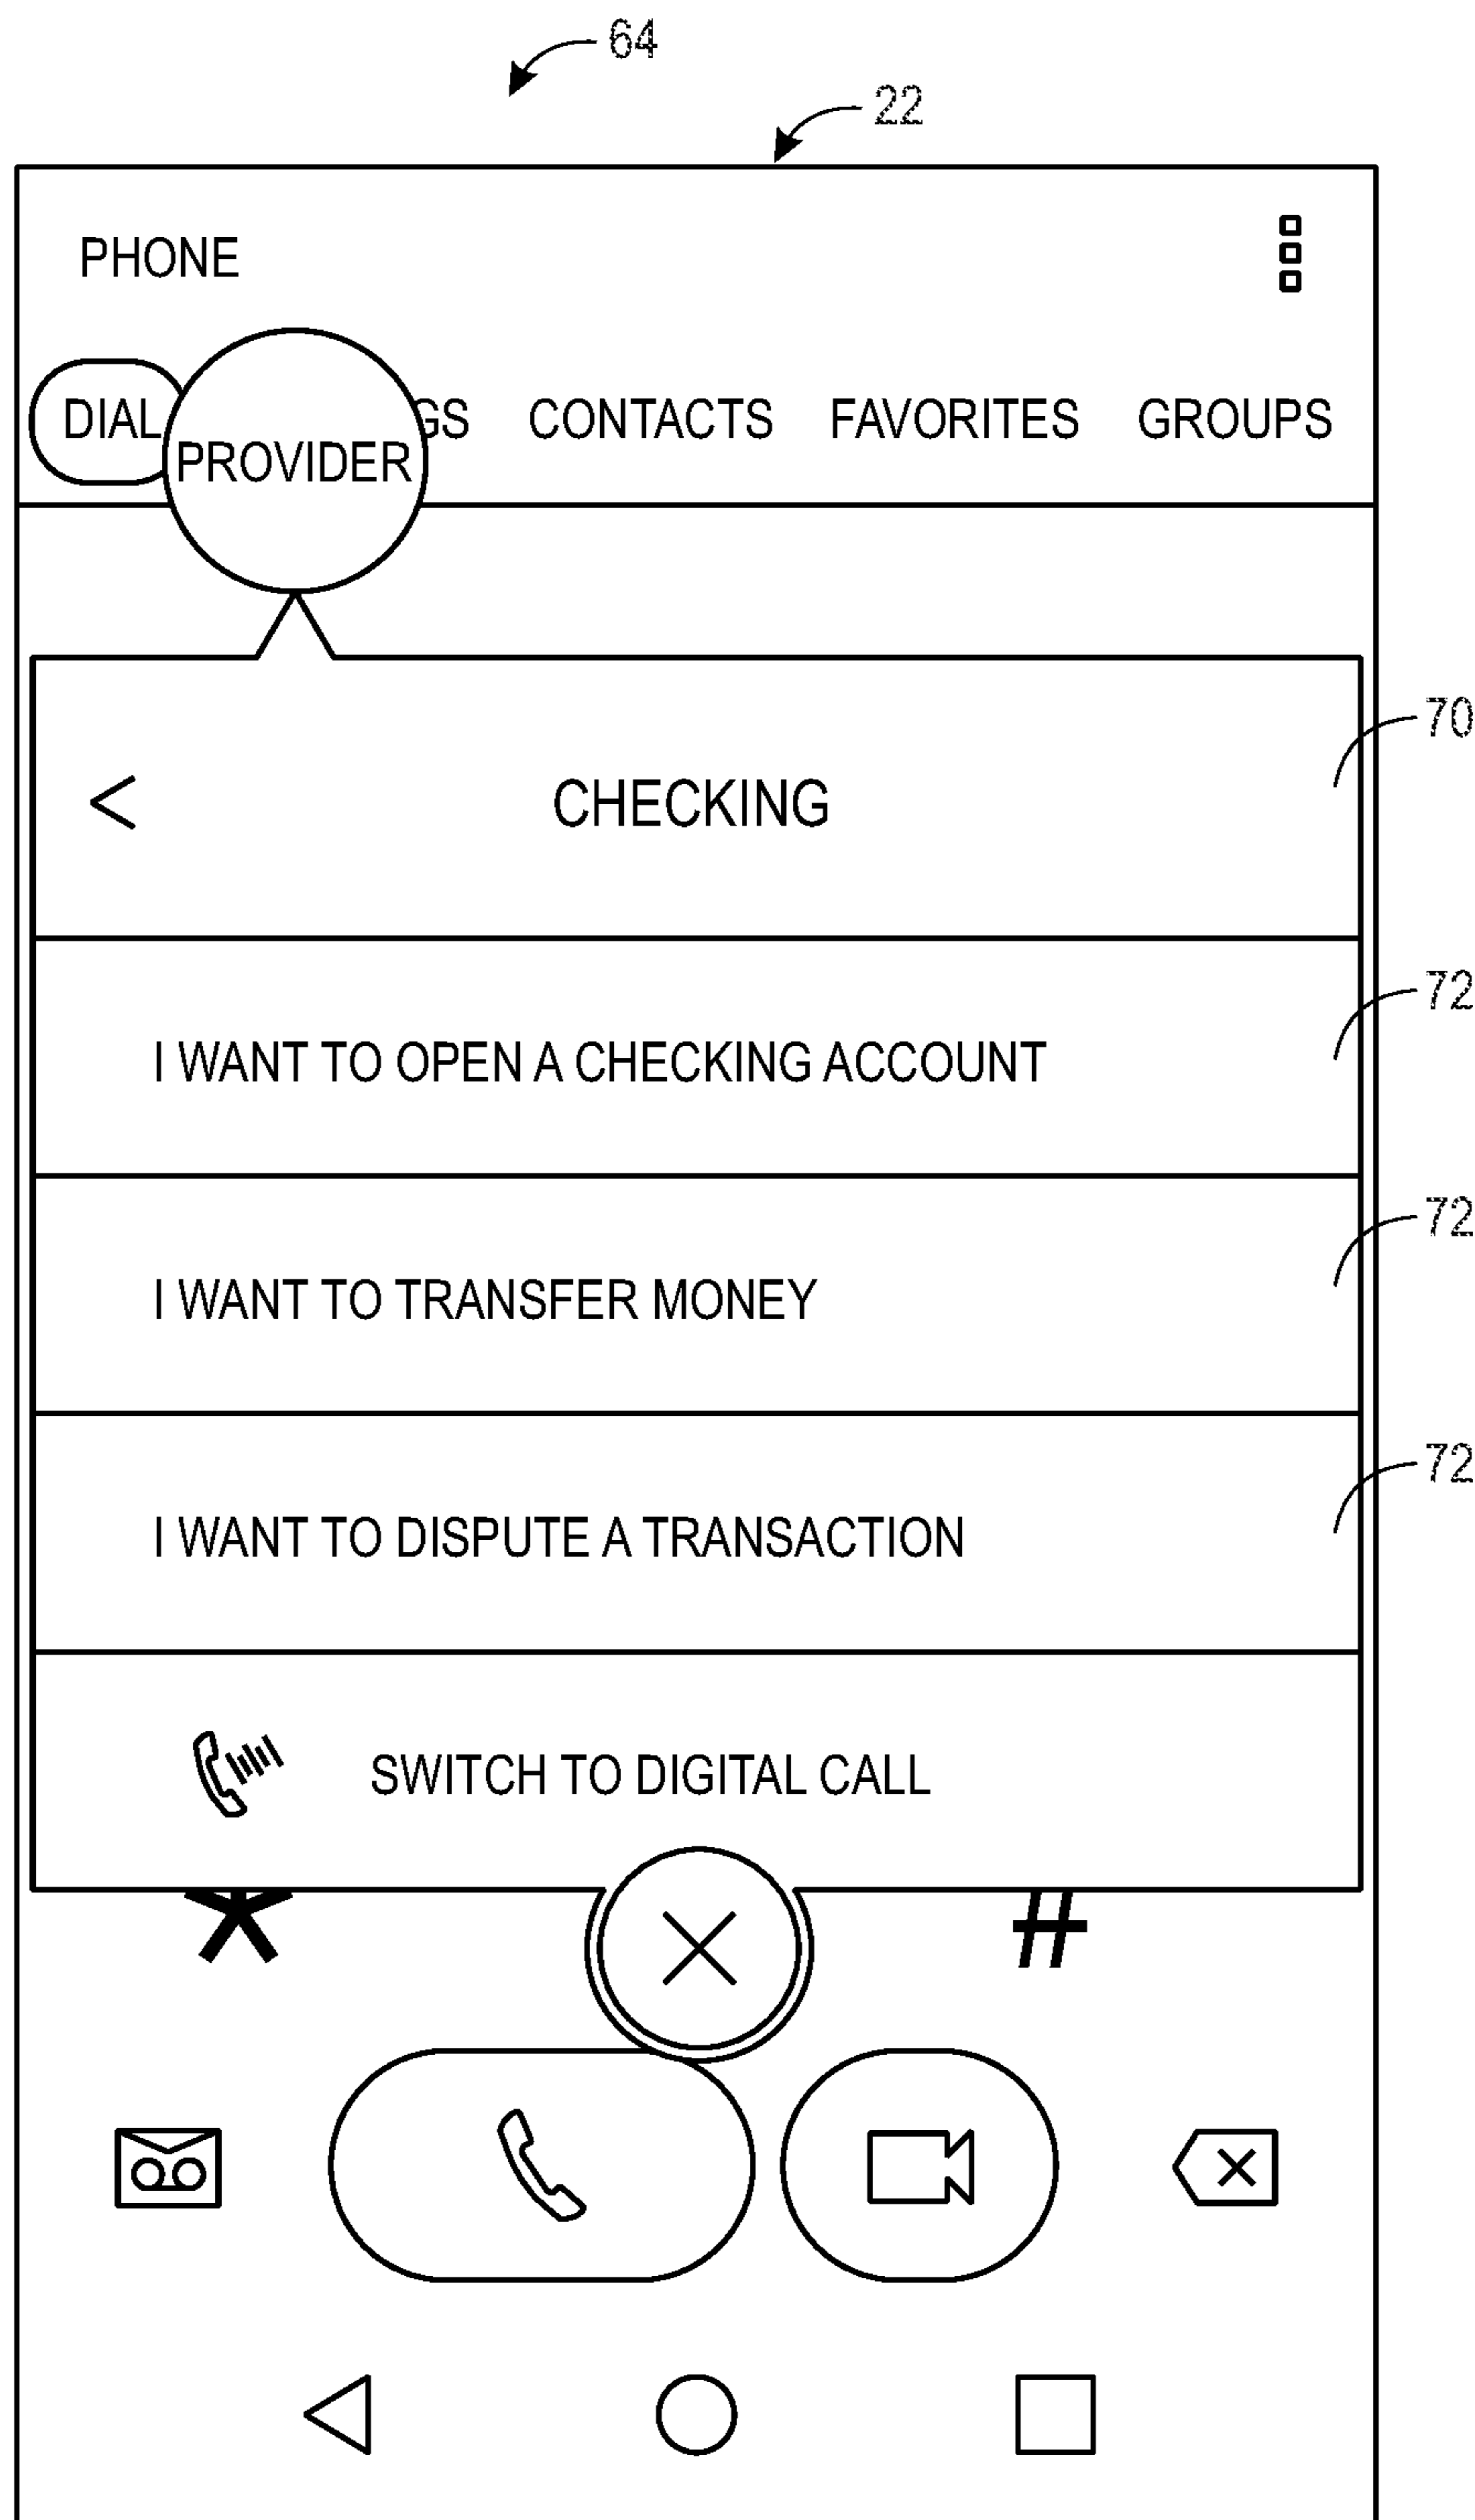 64
22
PHONE
DIAL GS CONTACTS FAVORITES GROUPS
PROVIDER
70
< CHECKING
72
I WANT TO OPEN A CHECKING ACCOUNT
72
I WANT TO TRANSFER MONEY
72
I WANT TO DISPUTE A TRANSACTION
SWITCH TO DIGITAL CALL
* #